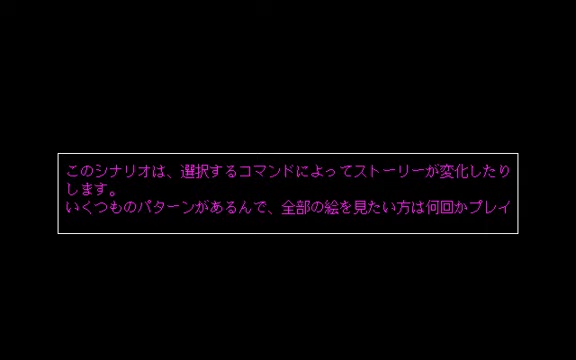 このシナリオは、選択するコマンドによってストーリーが変化したり
します。
いくつものパターンがあるんで、全部の絵を見たい方は何回かプレイ